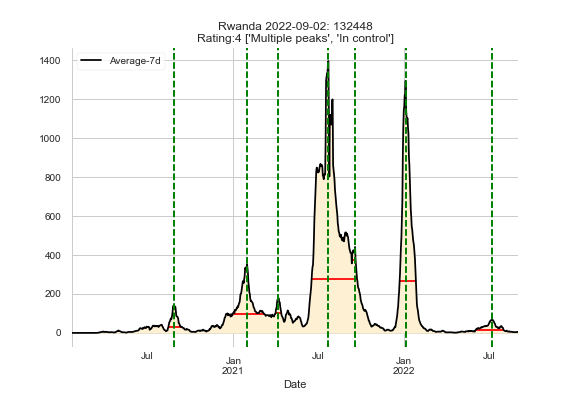 Rwanda 2022-09-02: 132448
Rating:4 ['Multiple peaks', 'In control']
Average-7d
1400
1200
1000
800
600
400
200
0
Jul
Jan
2021
Jul
Jan
2022
Jul
Date